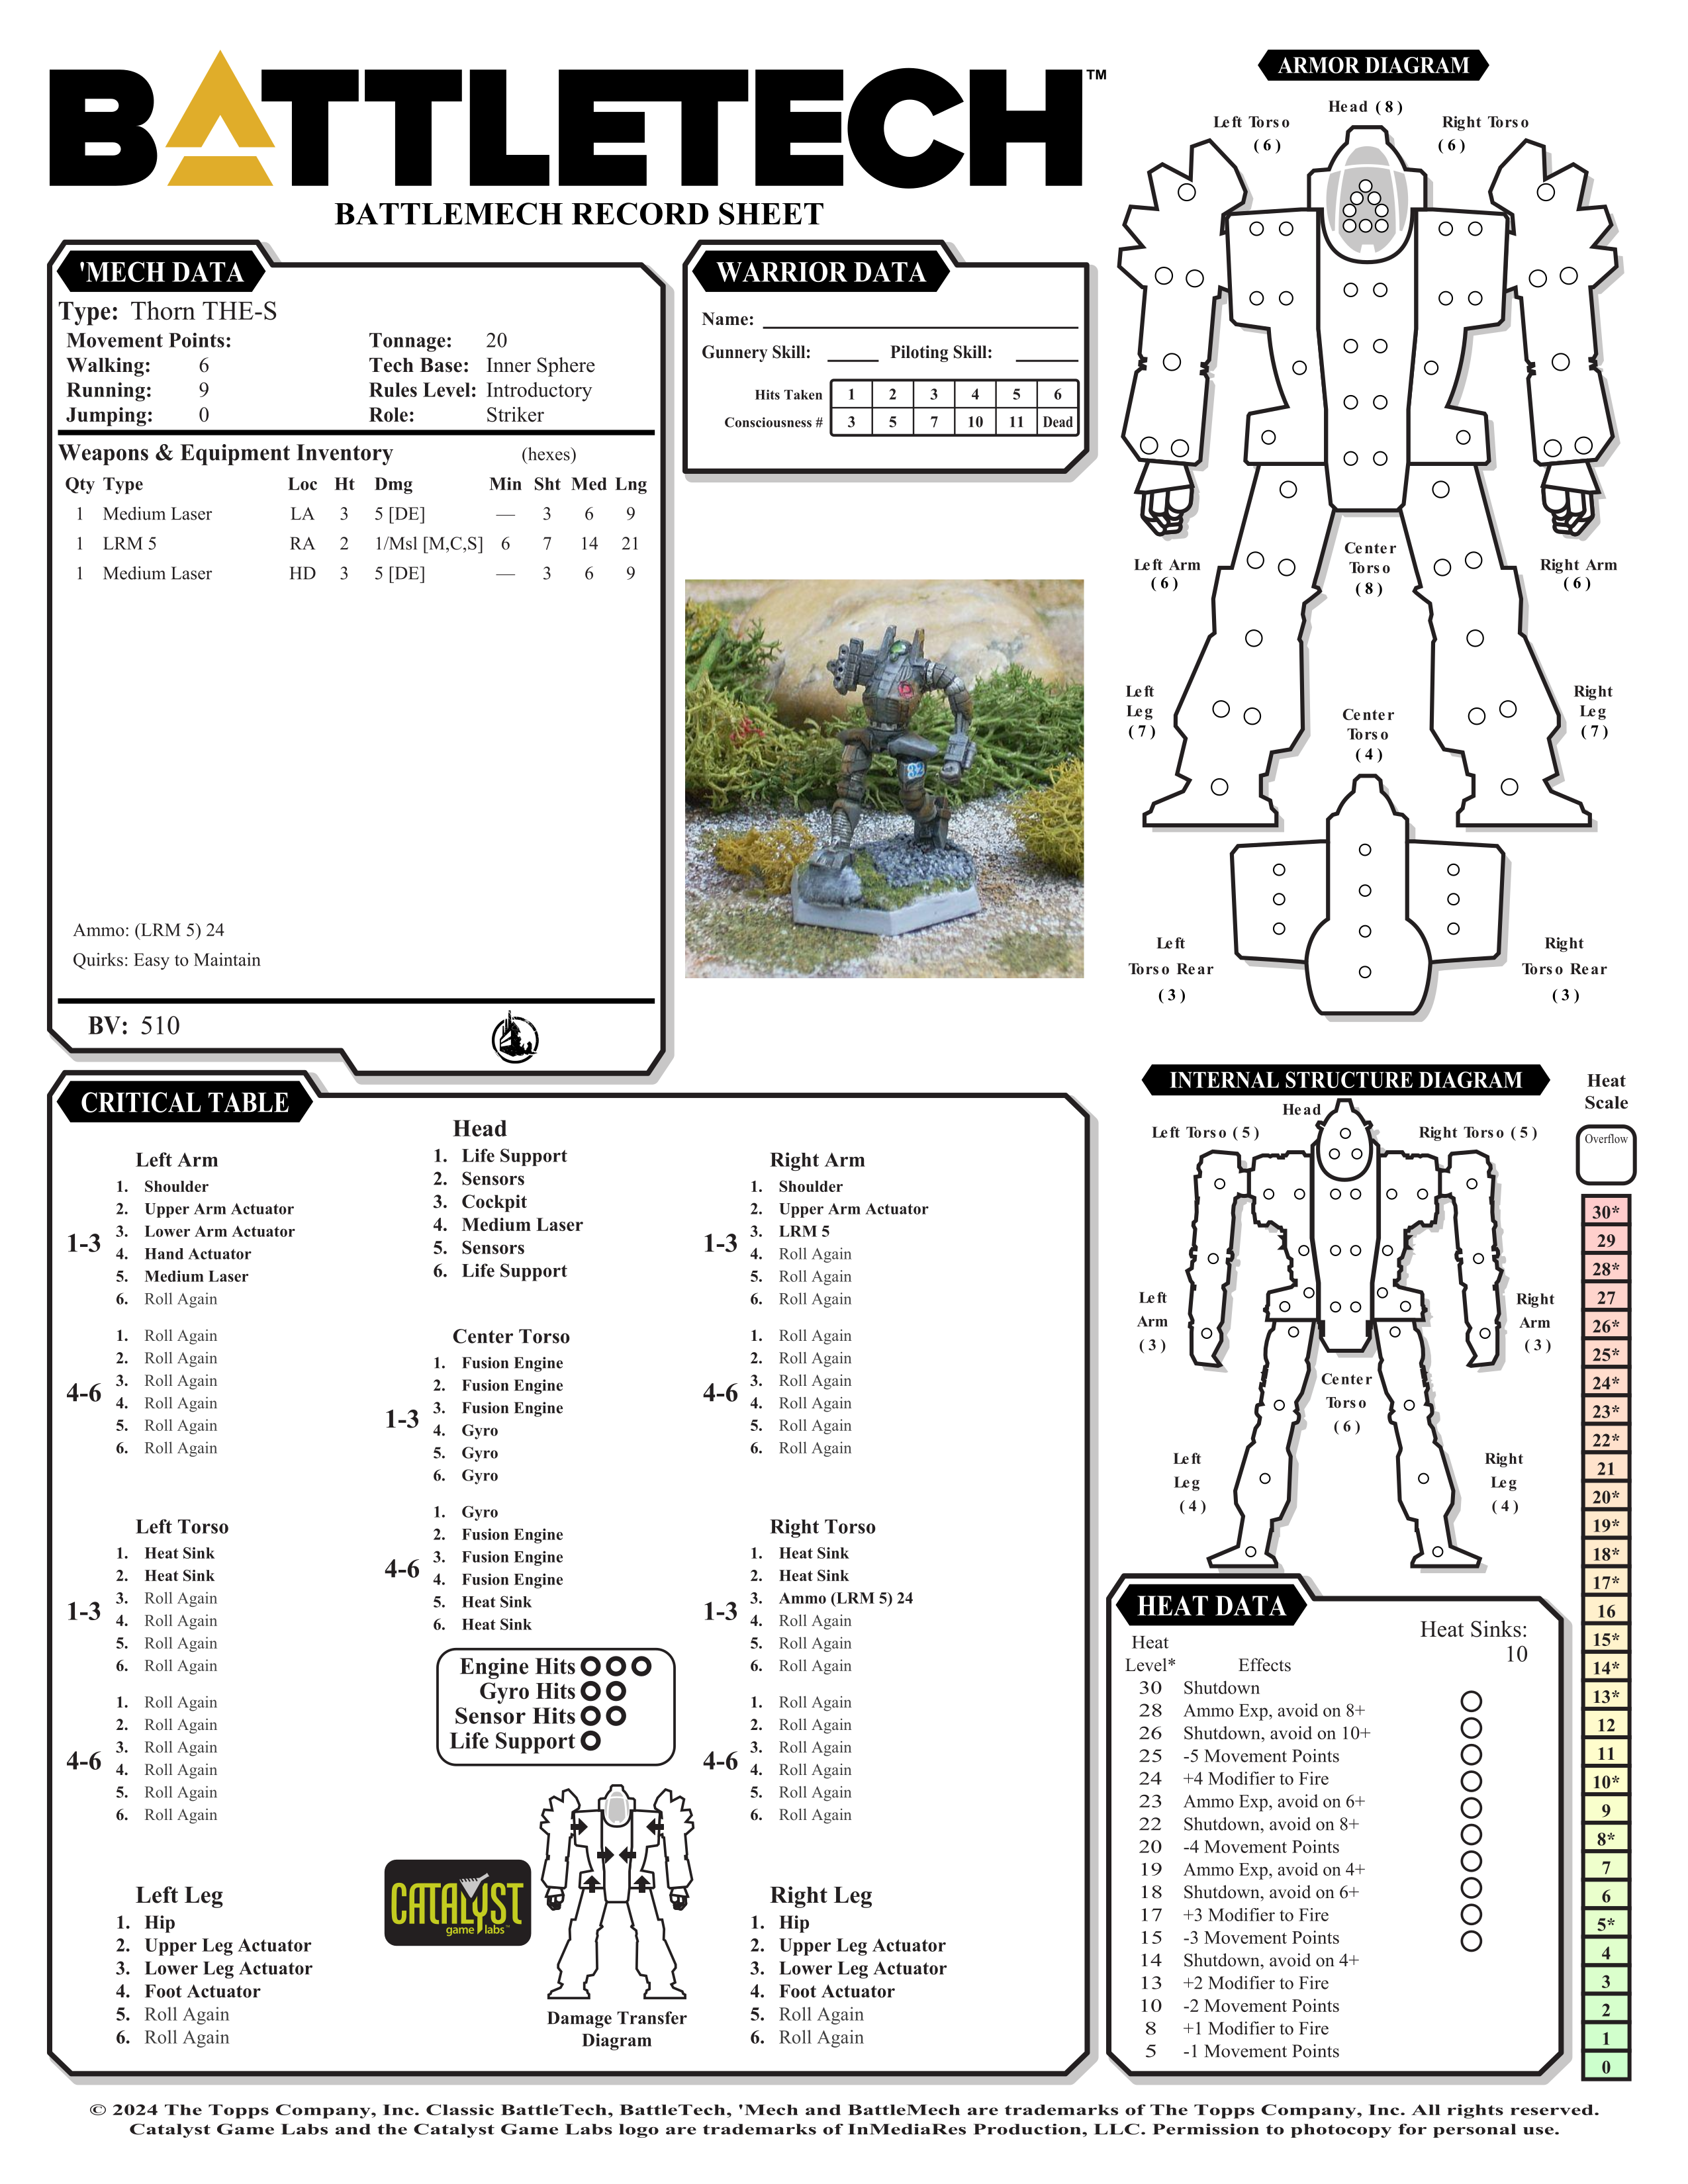 BATTLETECH™
BATTLEMECH RECORD SHEET
'MECH DATA
Type: Thorn THE-S
Movement Points:
Walking: 6
Running: 9
Jumping: 0
Tonnage: 20
Tech Base: Inner Sphere
Rules Level: Introductory
Role: Striker
Weapons & Equipment Inventory (hexes)
Qty Type Loc Ht Dmg Min Sht Med Lng
1 Medium Laser LA 3 5 [DE] — 3 6 9
1 LRM 5 RA 2 1/Msl [M,C,S] 6 7 14 21
1 Medium Laser HD 3 5 [DE] — 3 6 9
Ammo: (LRM 5) 24
Quirks: Easy to Maintain
BV: 510
WARRIOR DATA
Name:
Gunnery Skill: Piloting Skill:
Hits Taken 1 2 3 4 5 6
Consciousness # 3 5 7 10 11 Dead
82
ARMOR DIAGRAM
Head ( 8 )
Left Torso
( 6 )
Right Torso
( 6 )
Left Arm
( 6 )
Center
Torso
( 8 )
Right Arm
( 6 )
Left
Leg
( 7 )
Center
Torso
( 4 )
Right
Leg
( 7 )
Left
Torso Rear
( 3 )
Right
Torso Rear
( 3 )
CRITICAL TABLE
Left Arm
1-3
1. Shoulder
2. Upper Arm Actuator
3. Lower Arm Actuator
4. Hand Actuator
5. Medium Laser
6. Roll Again
4-6
1. Roll Again
2. Roll Again
3. Roll Again
4. Roll Again
5. Roll Again
6. Roll Again
Left Torso
1-3
1. Heat Sink
2. Heat Sink
3. Roll Again
4. Roll Again
5. Roll Again
6. Roll Again
4-6
1. Roll Again
2. Roll Again
3. Roll Again
4. Roll Again
5. Roll Again
6. Roll Again
Left Leg
1. Hip
2. Upper Leg Actuator
3. Lower Leg Actuator
4. Foot Actuator
5. Roll Again
6. Roll Again
Head
1. Life Support
2. Sensors
3. Cockpit
4. Medium Laser
5. Sensors
6. Life Support
Center Torso
1-3
1. Fusion Engine
2. Fusion Engine
3. Fusion Engine
4. Gyro
5. Gyro
6. Gyro
4-6
1. Gyro
2. Fusion Engine
3. Fusion Engine
4. Fusion Engine
5. Heat Sink
6. Heat Sink
Engine Hits
Gyro Hits
Sensor Hits
Life Support
CATALYST
game labs™
Damage Transfer
Diagram
Right Arm
1-3
1. Shoulder
2. Upper Arm Actuator
3. LRM 5
4. Roll Again
5. Roll Again
6. Roll Again
4-6
1. Roll Again
2. Roll Again
3. Roll Again
4. Roll Again
5. Roll Again
6. Roll Again
Right Torso
1-3
1. Heat Sink
2. Heat Sink
3. Ammo (LRM 5) 24
4. Roll Again
5. Roll Again
6. Roll Again
4-6
1. Roll Again
2. Roll Again
3. Roll Again
4. Roll Again
5. Roll Again
6. Roll Again
Right Leg
1. Hip
2. Upper Leg Actuator
3. Lower Leg Actuator
4. Foot Actuator
5. Roll Again
6. Roll Again
INTERNAL STRUCTURE DIAGRAM
Head
Left Torso ( 5 )
Right Torso ( 5 )
Left
Arm
( 3 )
Right
Arm
( 3 )
Center
Torso
( 6 )
Left
Leg
( 4 )
Right
Leg
( 4 )
HEAT DATA
Heat
Level* Effects
Heat Sinks:
10
30 Shutdown
28 Ammo Exp, avoid on 8+
26 Shutdown, avoid on 10+
25 -5 Movement Points
24 +4 Modifier to Fire
23 Ammo Exp, avoid on 6+
22 Shutdown, avoid on 8+
20 -4 Movement Points
19 Ammo Exp, avoid on 4+
18 Shutdown, avoid on 6+
17 +3 Modifier to Fire
15 -3 Movement Points
14 Shutdown, avoid on 4+
13 +2 Modifier to Fire
10 -2 Movement Points
8 +1 Modifier to Fire
5 -1 Movement Points
Heat
Scale
Overflow
30*
29
28*
27
26*
25*
24*
23*
22*
21
20*
19*
18*
17*
16
15*
14*
13*
12
11
10*
9
8*
7
6
5*
4
3
2
1
0
© 2024 The Topps Company, Inc. Classic BattleTech, BattleTech, 'Mech and BattleMech are trademarks of The Topps Company, Inc. All rights reserved.
Catalyst Game Labs and the Catalyst Game Labs logo are trademarks of InMediaRes Production, LLC. Permission to photocopy for personal use.